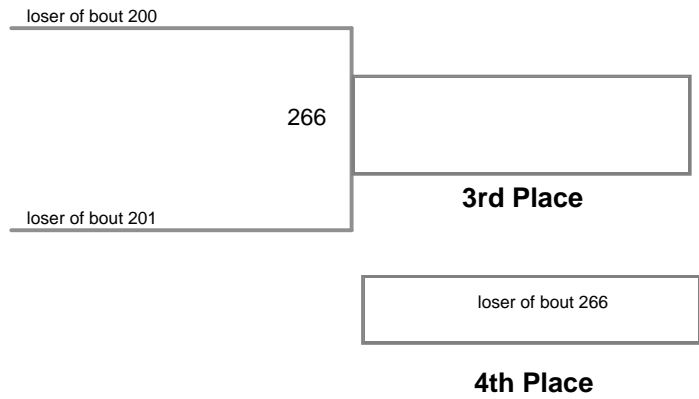 loser of bout 200
266
3rd Place
loser of bout 201
loser of bout 266
4th Place